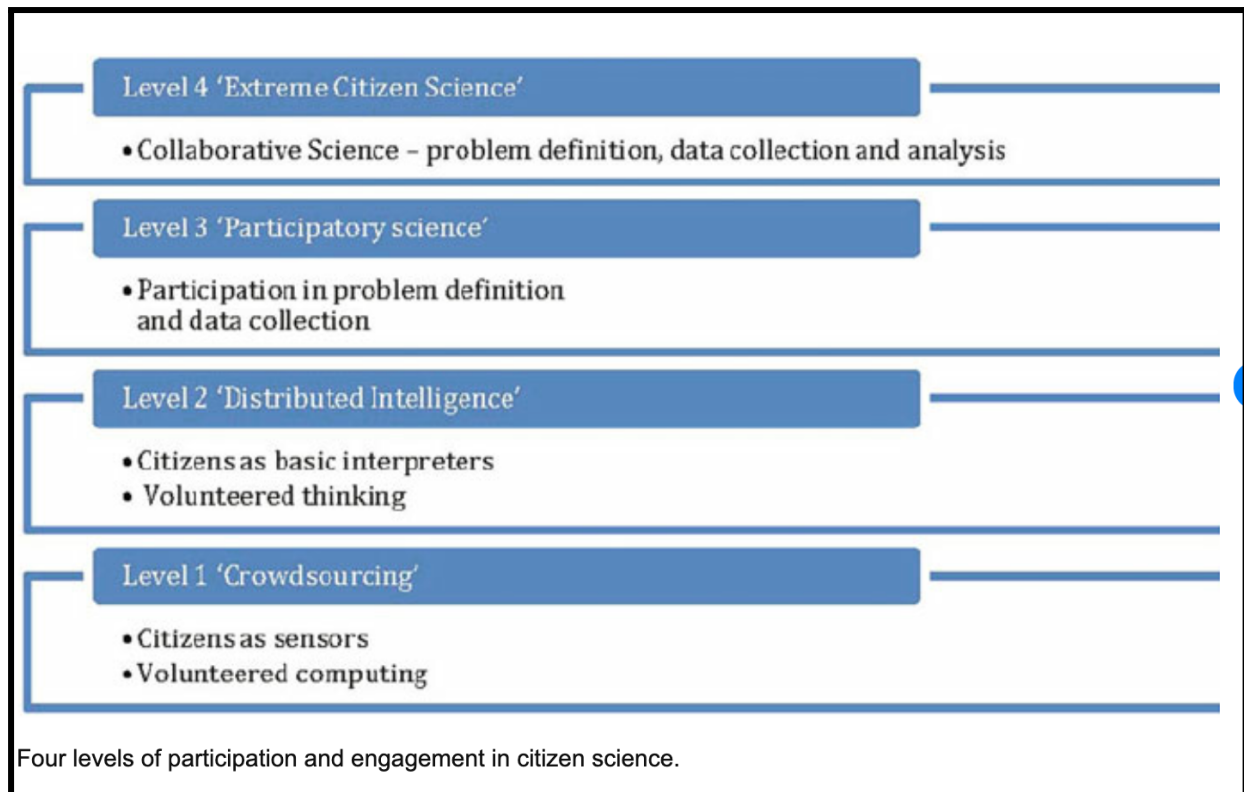 Level 4 ‘Extreme Citizen Science’
• Collaborative Science – problem definition, data collection and analysis
Level 3 ‘Participatory science’
• Participation in problem definition
and data collection
Level 2 ‘Distributed Intelligence’
• Citizens as basic interpreters
• Volunteered thinking
Level 1 ‘Crowdsourcing’
• Citizens as sensors
• Volunteered computing
Four levels of participation and engagement in citizen science.